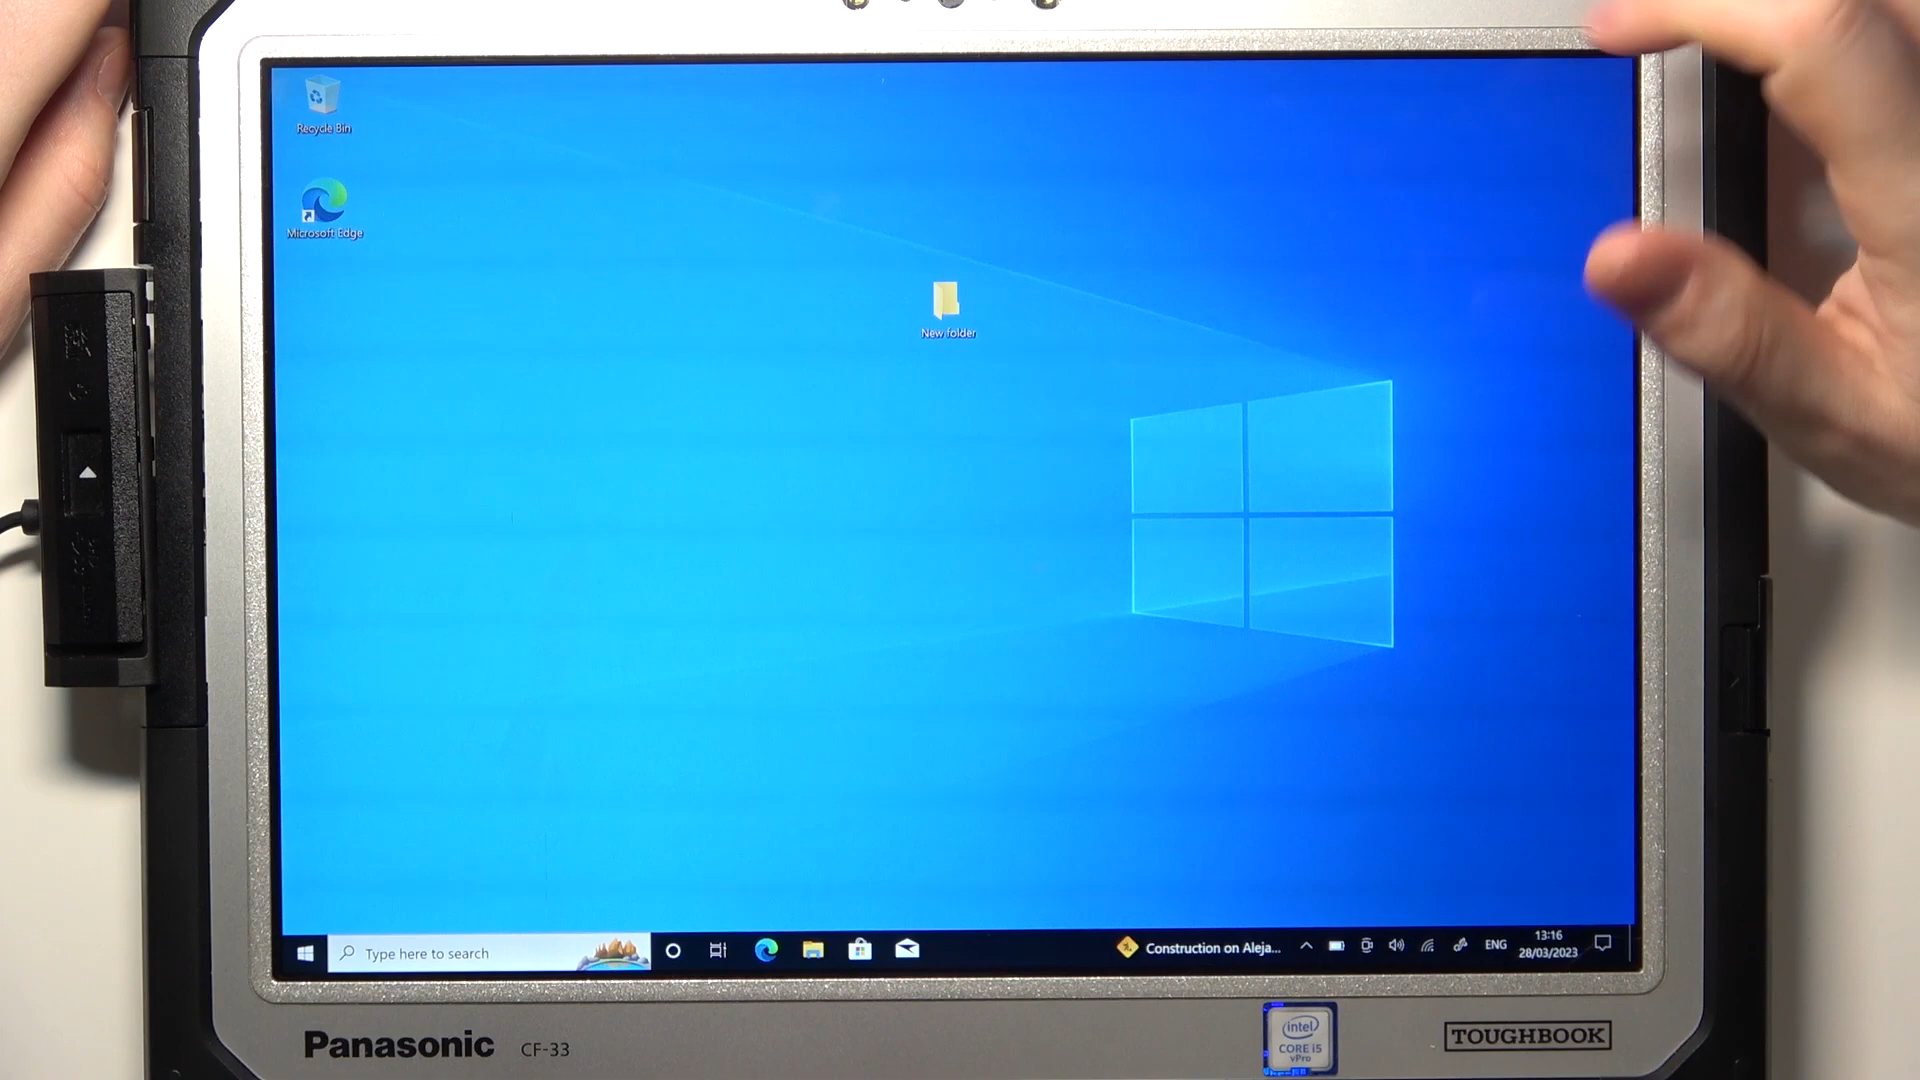 Recycle Bin
Microsoft Edge
New folder
Type here to search
Construction on Aleja...
ENG
13:16
28/03/2023
Panasonic
CF-33
intel
CORE i5
vPro
TOUGHBOOK